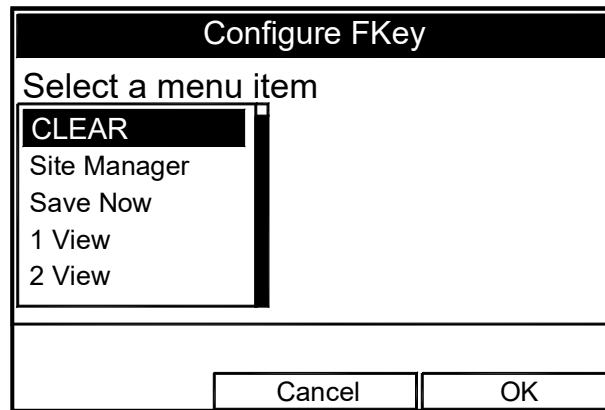 Configure FKey
Select a menu item
CLEAR
Site Manager
Save Now
1 View
2 View
Cancel
OK